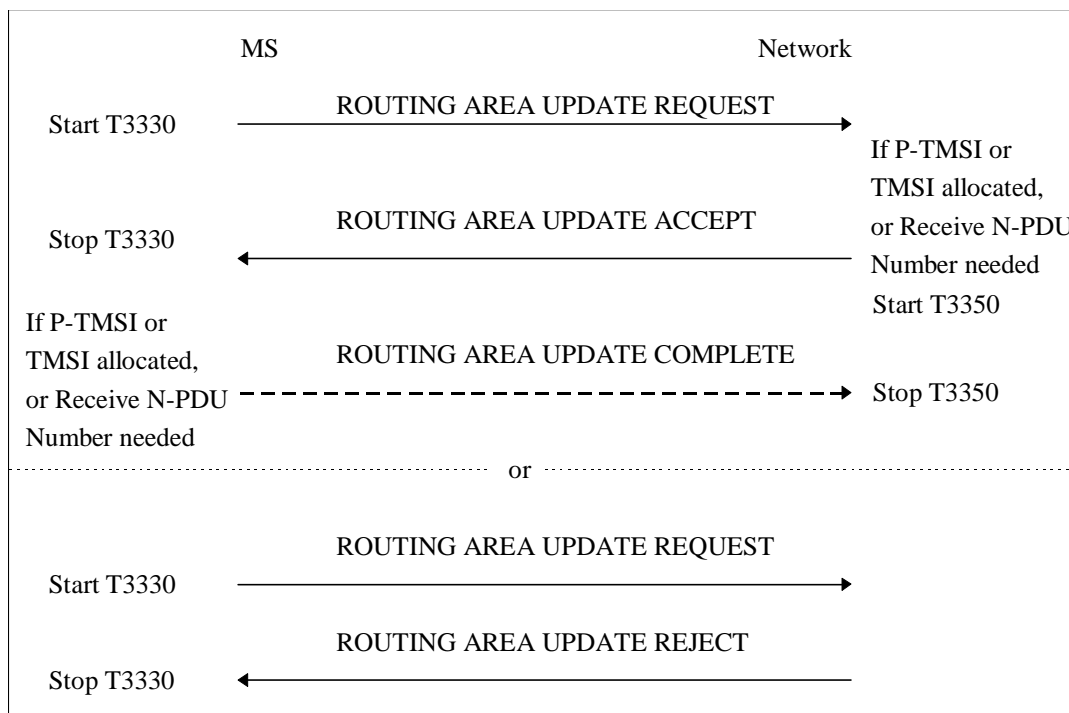 MS
Network
ROUTING AREA UPDATE REQUEST
Start T3330
If P-TMSI or
TMSI allocated,
or Receive N-PDU
Number needed
Start T3350
ROUTING AREA UPDATE ACCEPT
Stop T3330
If P-TMSI or
TMSI allocated,
or Receive N-PDU
Number needed
ROUTING AREA UPDATE COMPLETE
Stop T3350
or
ROUTING AREA UPDATE REQUEST
Start T3330
ROUTING AREA UPDATE REJECT
Stop T3330